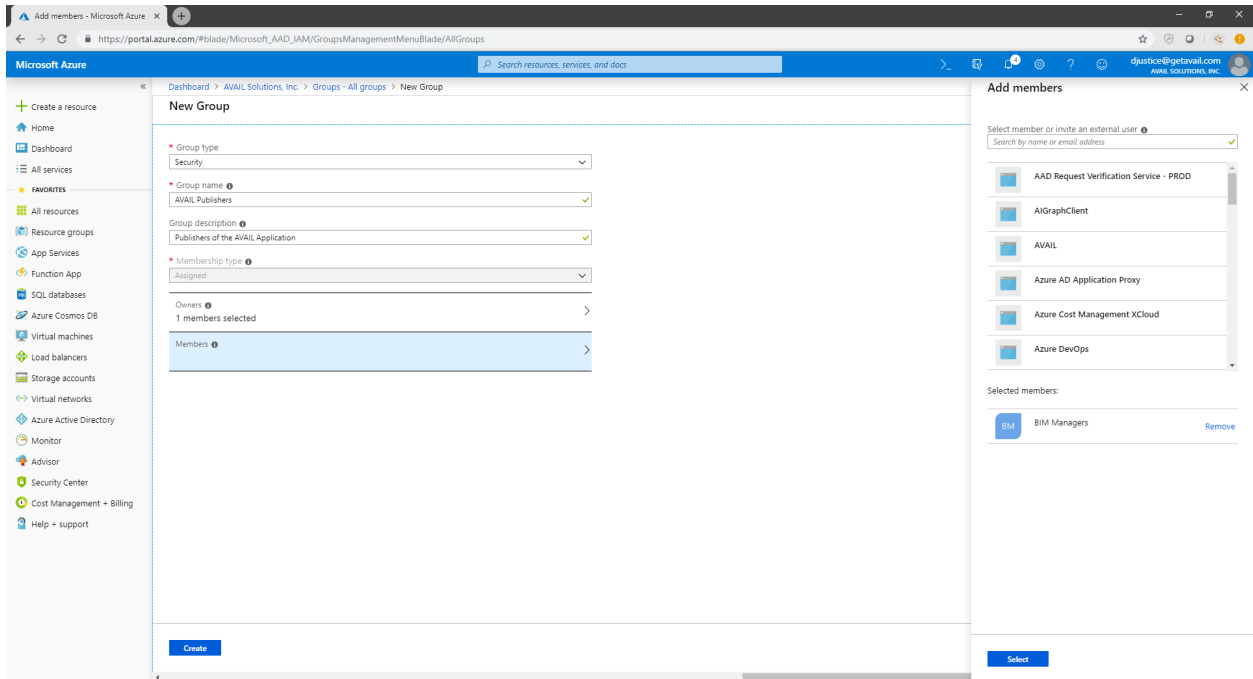 Add members - Microsoft Azure
https://portal.azure.com/#blade/Microsoft_AAD_IAM/GroupsManagementMenuBlade/AllGroups
Microsoft Azure
Search resources, services, and docs
4
djustice@getavail.com
AVAIL SOLUTIONS, INC.
Create a resource
Home
Dashboard
All services
FAVORITES
All resources
Resource groups
App Services
Function App
SQL databases
Azure Cosmos DB
Virtual machines
Load balancers
Storage accounts
Virtual networks
Azure Active Directory
Monitor
Advisor
Security Center
Cost Management + Billing
Help + support
Dashboard > AVAIL Solutions, Inc. > Groups - All groups > New Group
New Group
* Group type
Security
* Group name
AVAIL Publishers
Group description
Publishers of the AVAIL Application
* Membership type
Assigned
Owners
1 members selected
Members
Create
Add members
Select member or invite an external user
Search by name or email address
AAD Request Verification Service - PROD
AIGraphClient
AVAIL
Azure AD Application Proxy
Azure Cost Management XCloud
Azure DevOps
Selected members:
BM
BIM Managers
Remove
Select